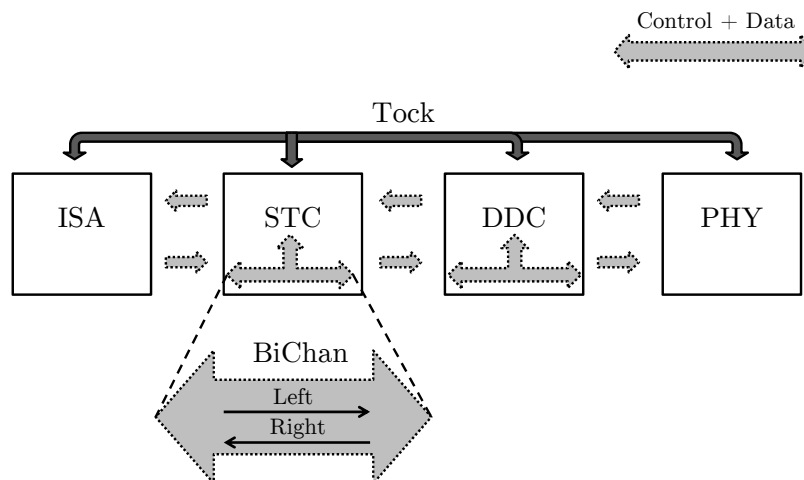 Control + Data
Tock
ISA
STC
DDC
PHY
BiChan
Left
Right